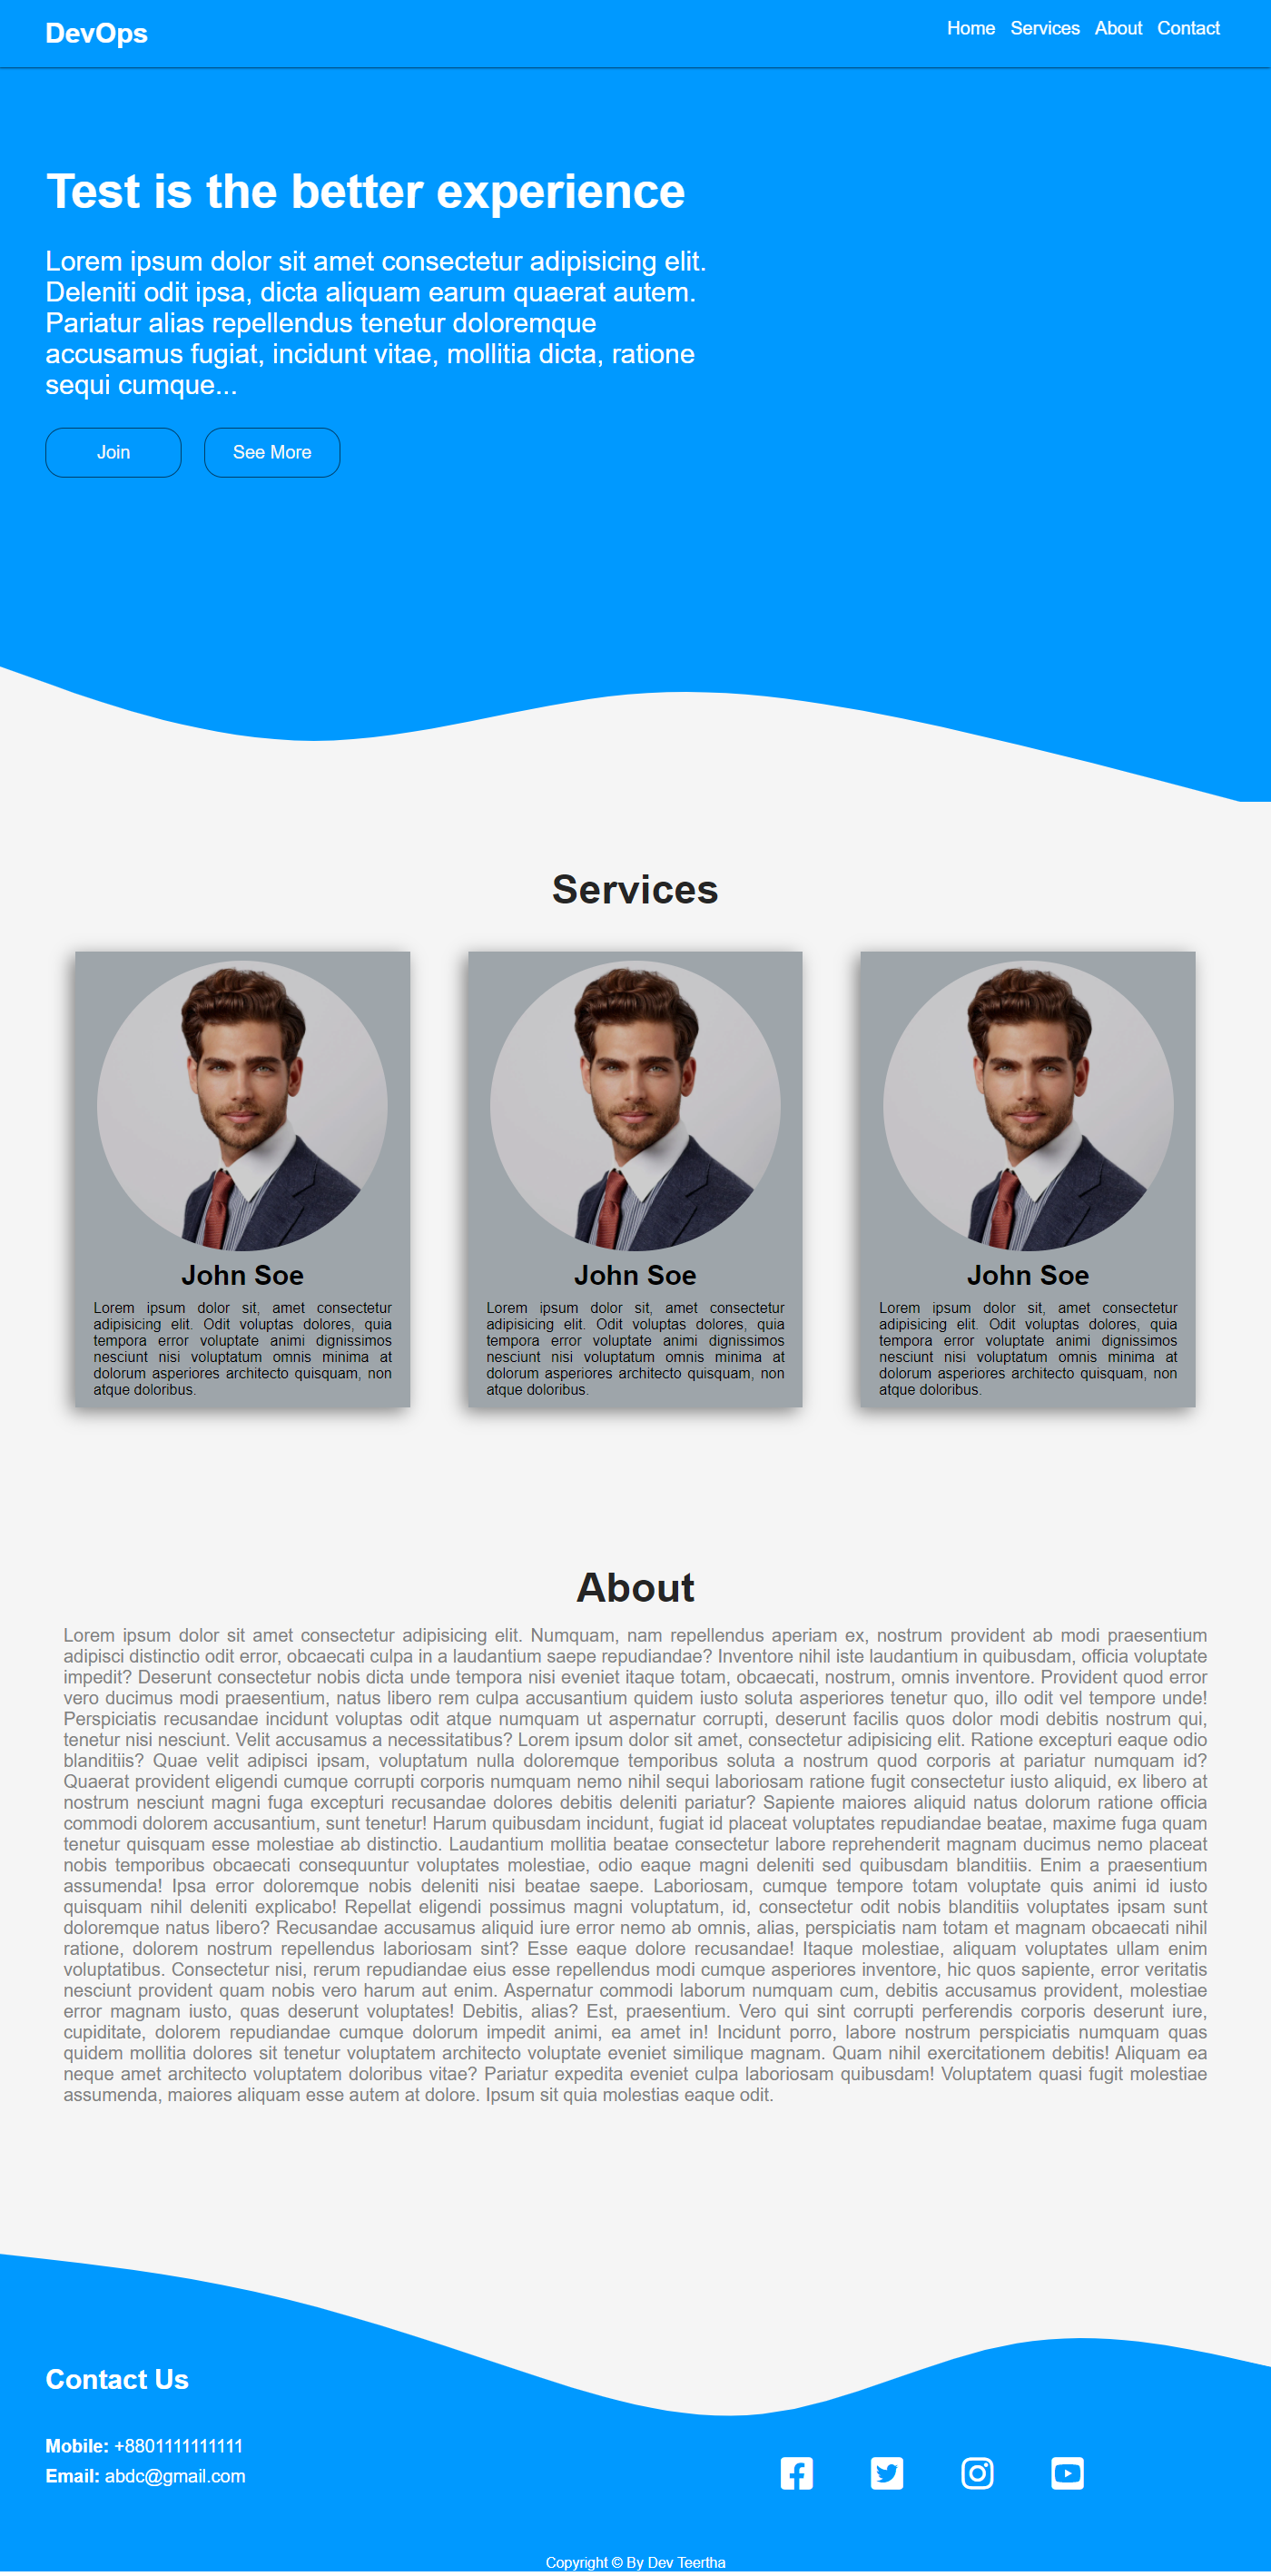 DevOps
Home Services About Contact
Test is the better experience
Lorem ipsum dolor sit amet consectetur adipisicing elit.
Deleniti odit ipsa, dicta aliquam earum quaerat autem.
Pariatur alias repellendus tenetur doloremque
accusamus fugiat, incidunt vitae, mollitia dicta, ratione
sequi cumque...
Join
See More
Services
John Soe
Lorem ipsum dolor sit, amet consectetur
adipisicing elit. Odit voluptas dolores, quia
tempora error voluptate animi dignissimos
nesciunt nisi voluptatum omnis minima at
dolorum asperiores architecto quisquam, non
atque doloribus.
John Soe
Lorem ipsum dolor sit, amet consectetur
adipisicing elit. Odit voluptas dolores, quia
tempora error voluptate animi dignissimos
nesciunt nisi voluptatum omnis minima at
dolorum asperiores architecto quisquam, non
atque doloribus.
John Soe
Lorem ipsum dolor sit, amet consectetur
adipisicing elit. Odit voluptas dolores, quia
tempora error voluptate animi dignissimos
nesciunt nisi voluptatum omnis minima at
dolorum asperiores architecto quisquam, non
atque doloribus.
About
Lorem ipsum dolor sit amet consectetur adipisicing elit. Numquam, nam repellendus aperiam ex, nostrum provident ab modi praesentium
adipisci distinctio odit error, obcaecati culpa in a laudantium saepe repudiandae? Inventore nihil iste laudantium in quibusdam, officia voluptate
impedit? Deserunt consectetur nobis dicta unde tempora nisi eveniet itaque totam, obcaecati, nostrum, omnis inventore. Provident quod error
vero ducimus modi praesentium, natus libero rem culpa accusantium quidem iusto soluta asperiores tenetur quo, illo odit vel tempore unde!
Perspiciatis recusandae incidunt voluptas odit atque numquam ut aspernatur corrupti, deserunt facilis quos dolor modi debitis nostrum qui,
tenetur nisi nesciunt. Velit accusamus a necessitatibus? Lorem ipsum dolor sit amet, consectetur adipisicing elit. Ratione excepturi eaque odio
blanditiis? Quae velit adipisci ipsam, voluptatum nulla doloremque temporibus soluta a nostrum quod corporis at pariatur numquam id?
Quaerat provident eligendi cumque corrupti corporis numquam nemo nihil sequi laboriosam ratione fugit consectetur iusto aliquid, ex libero at
nostrum nesciunt magni fuga excepturi recusandae dolores debitis deleniti pariatur? Sapiente maiores aliquid natus dolorum ratione officia
commodi dolorem accusantium, sunt tenetur! Harum quibusdam incidunt, fugiat id placeat voluptates repudiandae beatae, maxime fuga quam
tenetur quisquam esse molestiae ab distinctio. Laudantium mollitia beatae consectetur labore reprehenderit magnam ducimus nemo placeat
nobis temporibus obcaecati consequuntur voluptates molestiae, odio eaque magni deleniti sed quibusdam blanditiis. Enim a praesentium
assumenda! Ipsa error doloremque nobis deleniti nisi beatae saepe. Laboriosam, cumque tempore totam voluptate quis animi id iusto
quisquam nihil deleniti explicabo! Repellat eligendi possimus magni voluptatum, id, consectetur odit nobis blanditiis voluptates ipsam sunt
doloremque natus libero? Recusandae accusamus aliquid iure error nemo ab omnis, alias, perspiciatis nam totam et magnam obcaecati nihil
ratione, dolorem nostrum repellendus laboriosam sint? Esse eaque dolore recusandae! Itaque molestiae, aliquam voluptates ullam enim
voluptatibus. Consectetur nisi, rerum repudiandae eius esse repellendus modi cumque asperiores inventore, hic quos sapiente, error veritatis
nesciunt provident quam nobis vero harum aut enim. Aspernatur commodi laborum numquam cum, debitis accusamus provident, molestiae
error magnam iusto, quas deserunt voluptates! Debitis, alias? Est, praesentium. Vero qui sint corrupti perferendis corporis deserunt iure,
cupiditate, dolorem repudiandae cumque dolorum impedit animi, ea amet in! Incidunt porro, labore nostrum perspiciatis numquam quas
quidem mollitia dolores sit tenetur voluptatem architecto voluptate eveniet similique magnam. Quam nihil exercitationem debitis! Aliquam ea
neque amet architecto voluptatem doloribus vitae? Pariatur expedita eveniet culpa laboriosam quibusdam! Voluptatem quasi fugit molestiae
assumenda, maiores aliquam esse autem at dolore. Ipsum sit quia molestias eaque odit.
Contact Us
Mobile: +8801111111111
Email: abdc@gmail.com
Copyright © By Dev Teertha